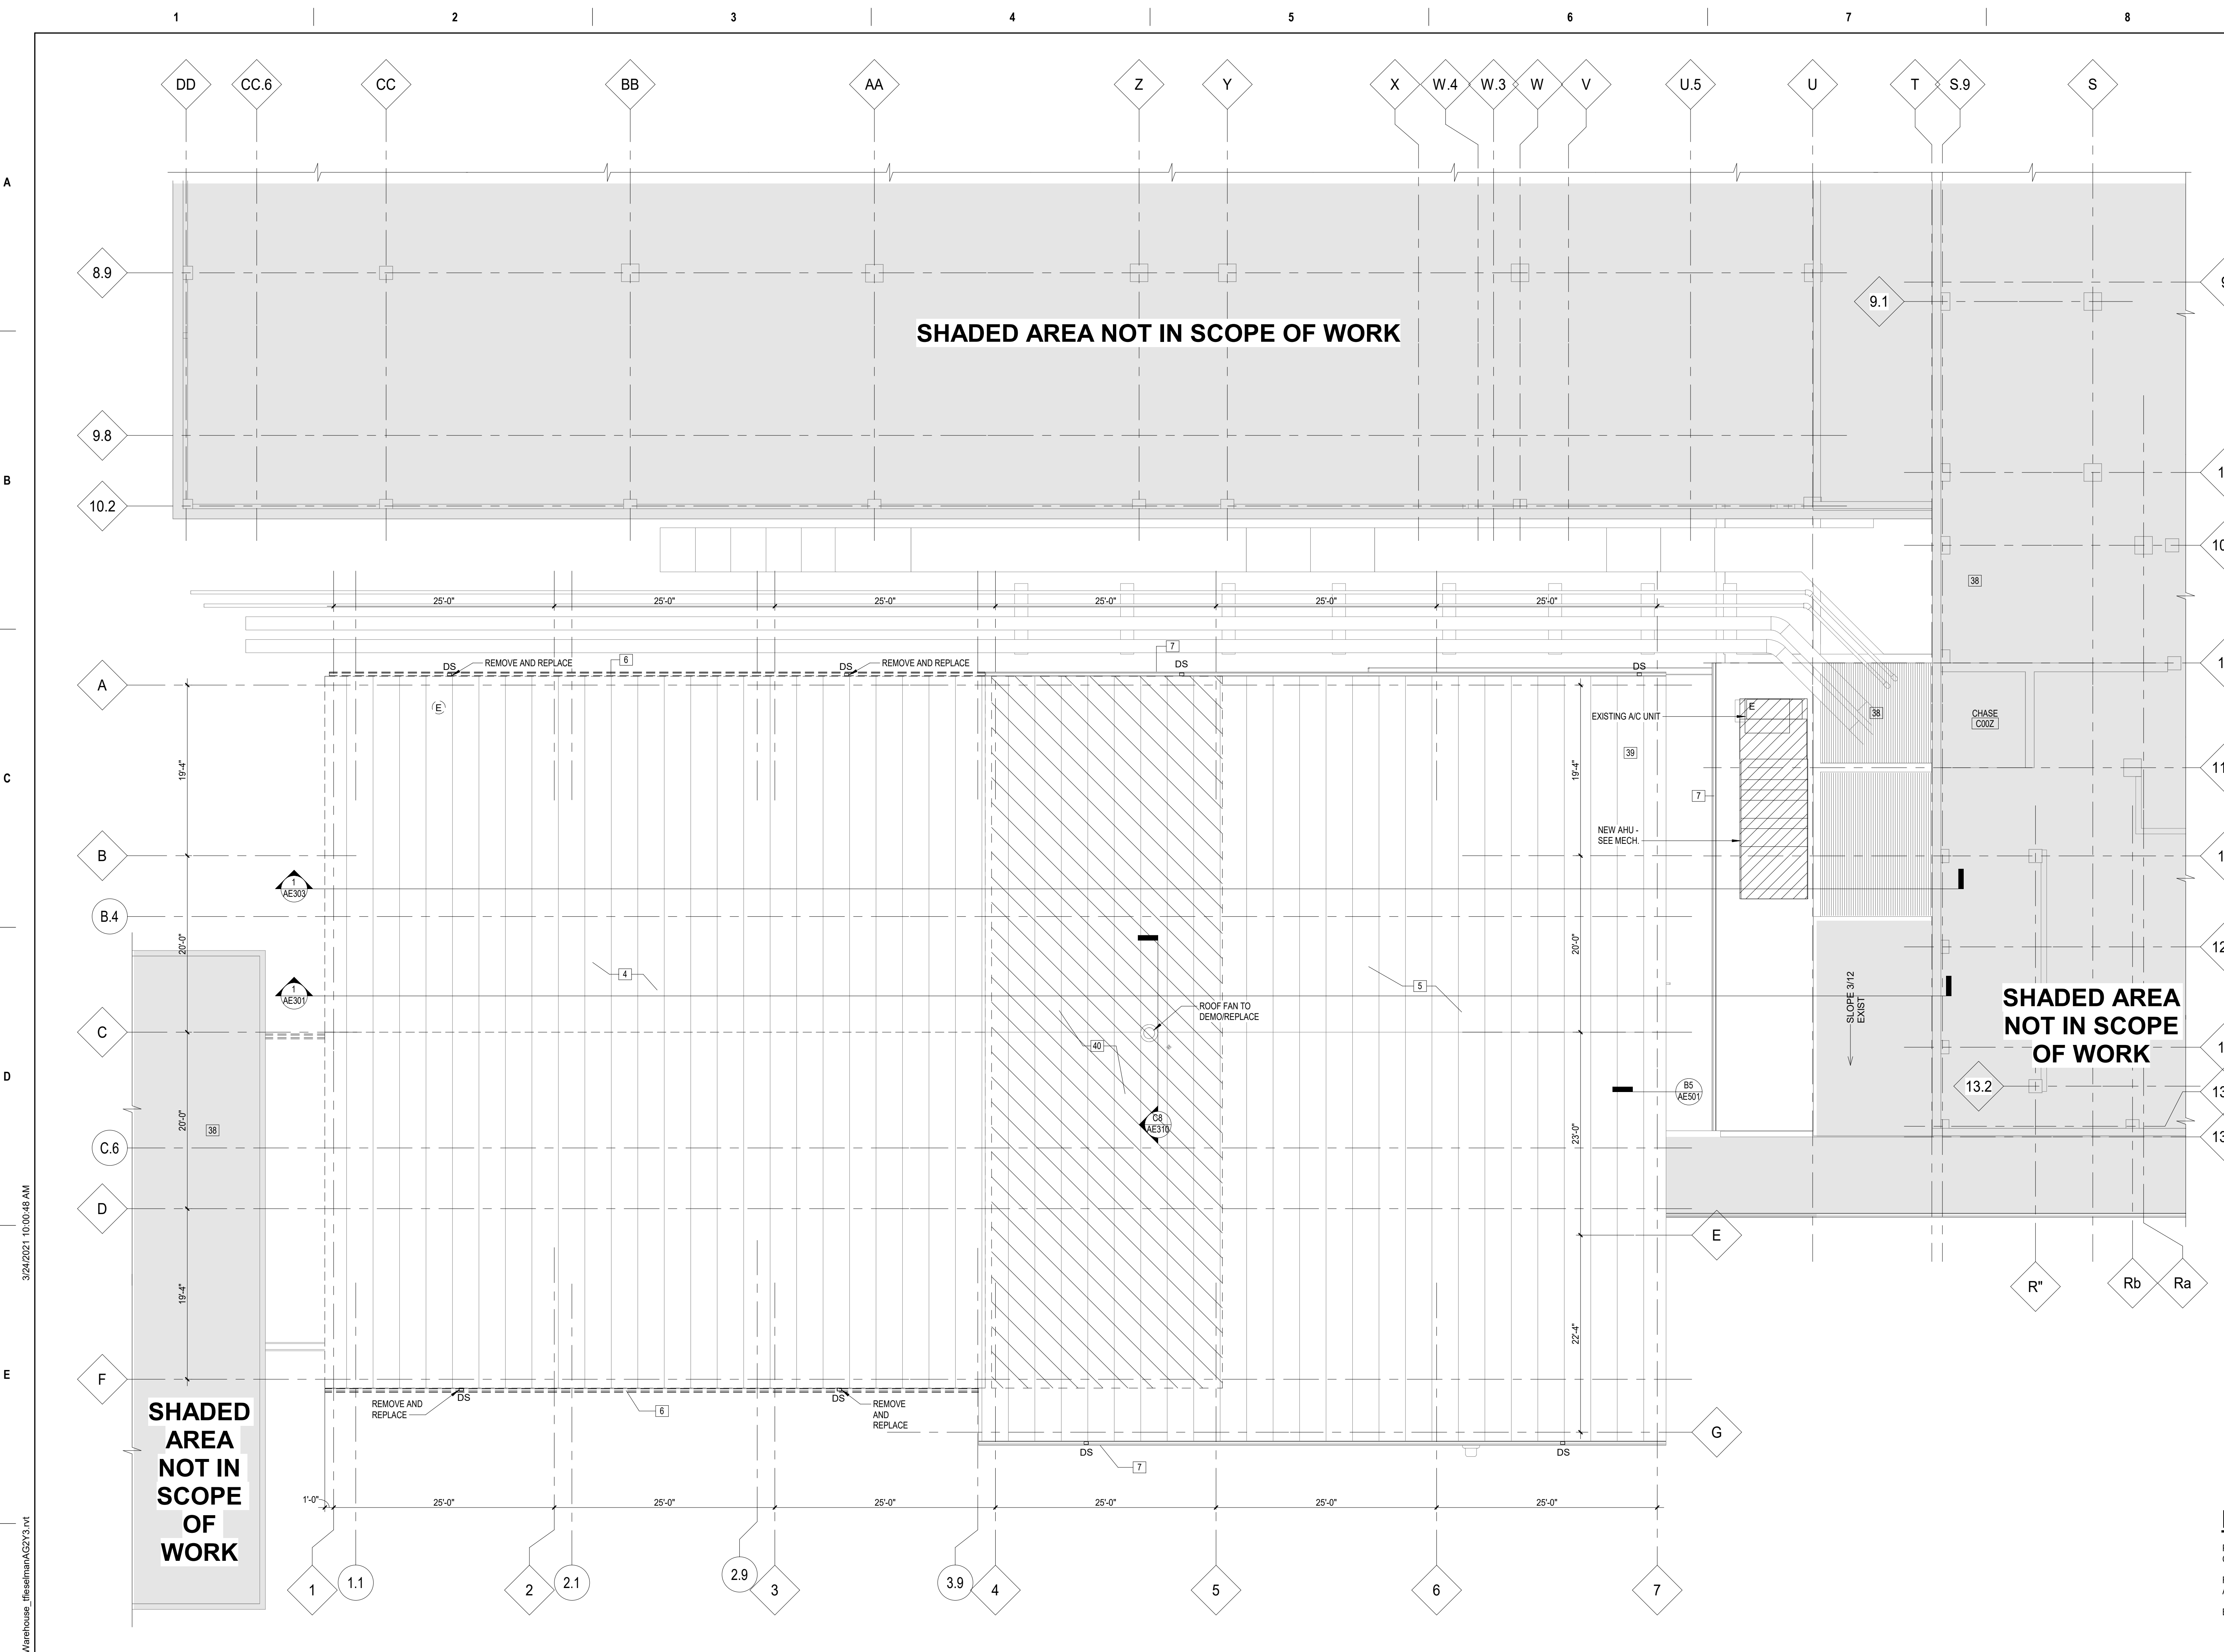 1 2 3 4 5 6 7 8
DD CC.6 CC BB AA Z Y X W.4 W.3 W V U.5 U T S.9 S
A
8.9
9.1
SHADED AREA NOT IN SCOPE OF WORK
9.8
B
10.2
38
25'-0" 25'-0" 25'-0" 25'-0" 25'-0" 25'-0"
7
DS REMOVE AND REPLACE 6 DS REMOVE AND REPLACE DS DS
A
E
E
EXISTING A/C UNIT
38
CHASE
C00Z
39
19'-4" 19'-4"
C
7
NEW AHU -
SEE MECH.
B
1
AE303
B.4
20'-0" 20'-0"
4
5
1
AE301
ROOF FAN TO
DEMO/REPLACE
SLOPE 3/12
EXIST
SHADED AREA
NOT IN SCOPE
OF WORK
C
40
D
B5
AE501
13.2
38
20'-0"
C8
AE310
23'-0"
C.6
D
E
3/24/2021 10:00:48 AM
19'-4"
22'-4"
R" Rb Ra
E
F
DS DS
REMOVE AND
REPLACE
6
REMOVE
AND
REPLACE
G
DS DS
7
SHADED
AREA
NOT IN
SCOPE
OF
WORK
1'-0" 25'-0" 25'-0" 25'-0" 25'-0" 25'-0" 25'-0"
1 1.1 2 2.1 2.9 3 3.9 4 5 6 7
Warehouse_tfleselmanAG2Y3.rvt